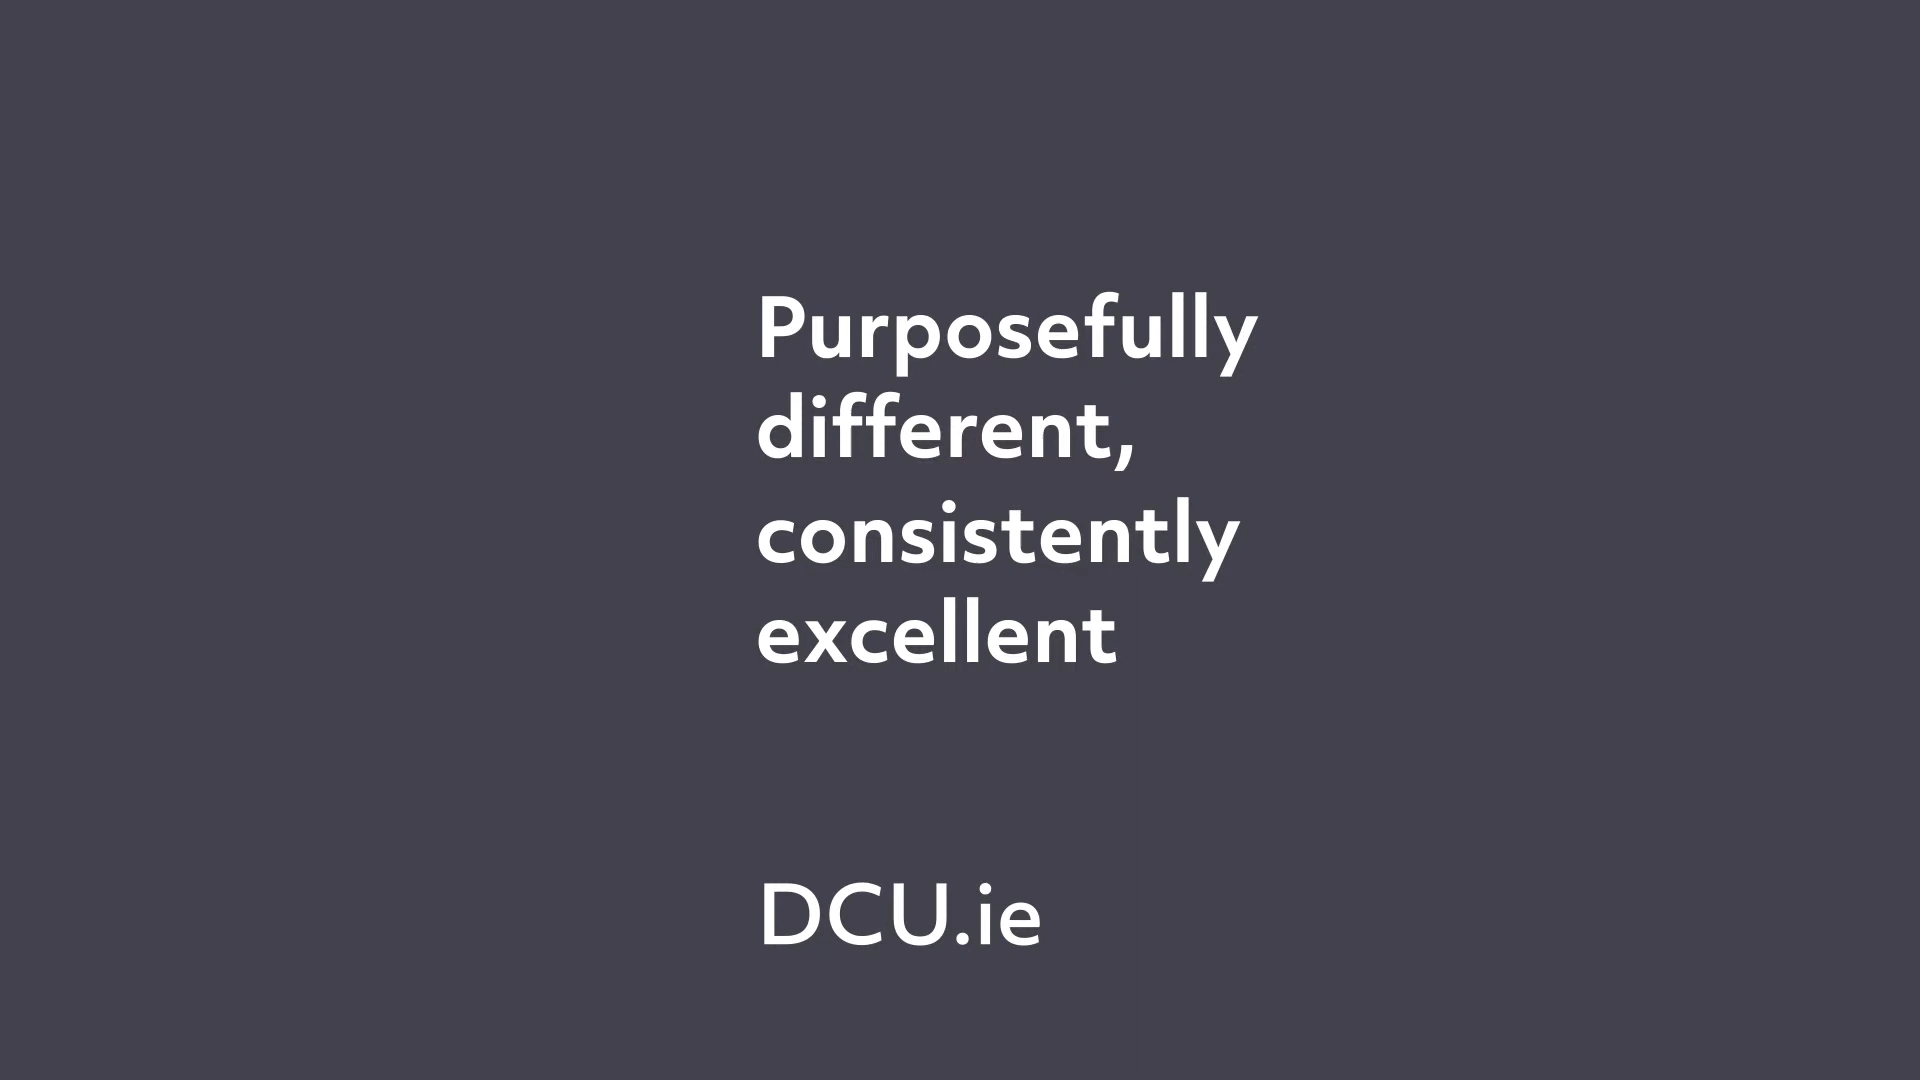 Purposefully
different,
consistently
excellent
DCU.ie